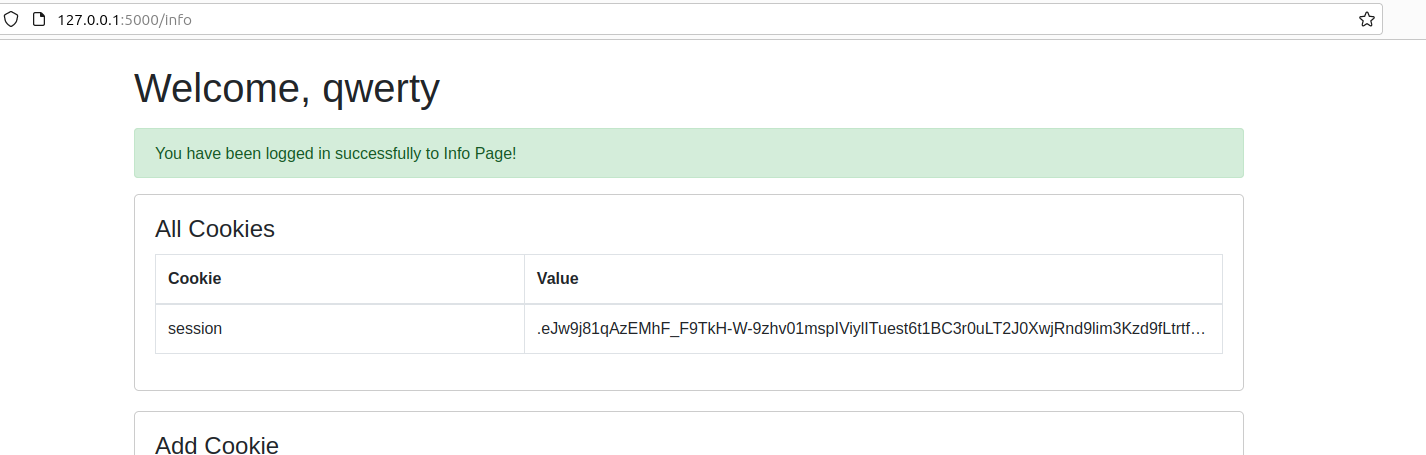 127.0.0.1:5000/info
Welcome, qwerty
You have been logged in successfully to Info Page!
All Cookies
Cookie Value
session .eJw9j81qAzEMhF_F9TkH-W-9zhv01mspIViylITuest6t1BC3r0uLT2J0XwjRnd9lim3Kzd9fLtrtf…
Add Cookie